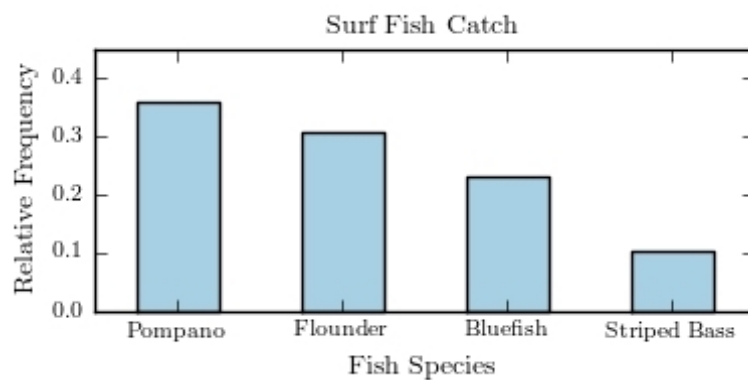 Surf Fish Catch
Relative Frequency
0.4
0.3
0.2
0.1
0.0
Pompano Flounder Bluefish Striped Bass
Fish Species